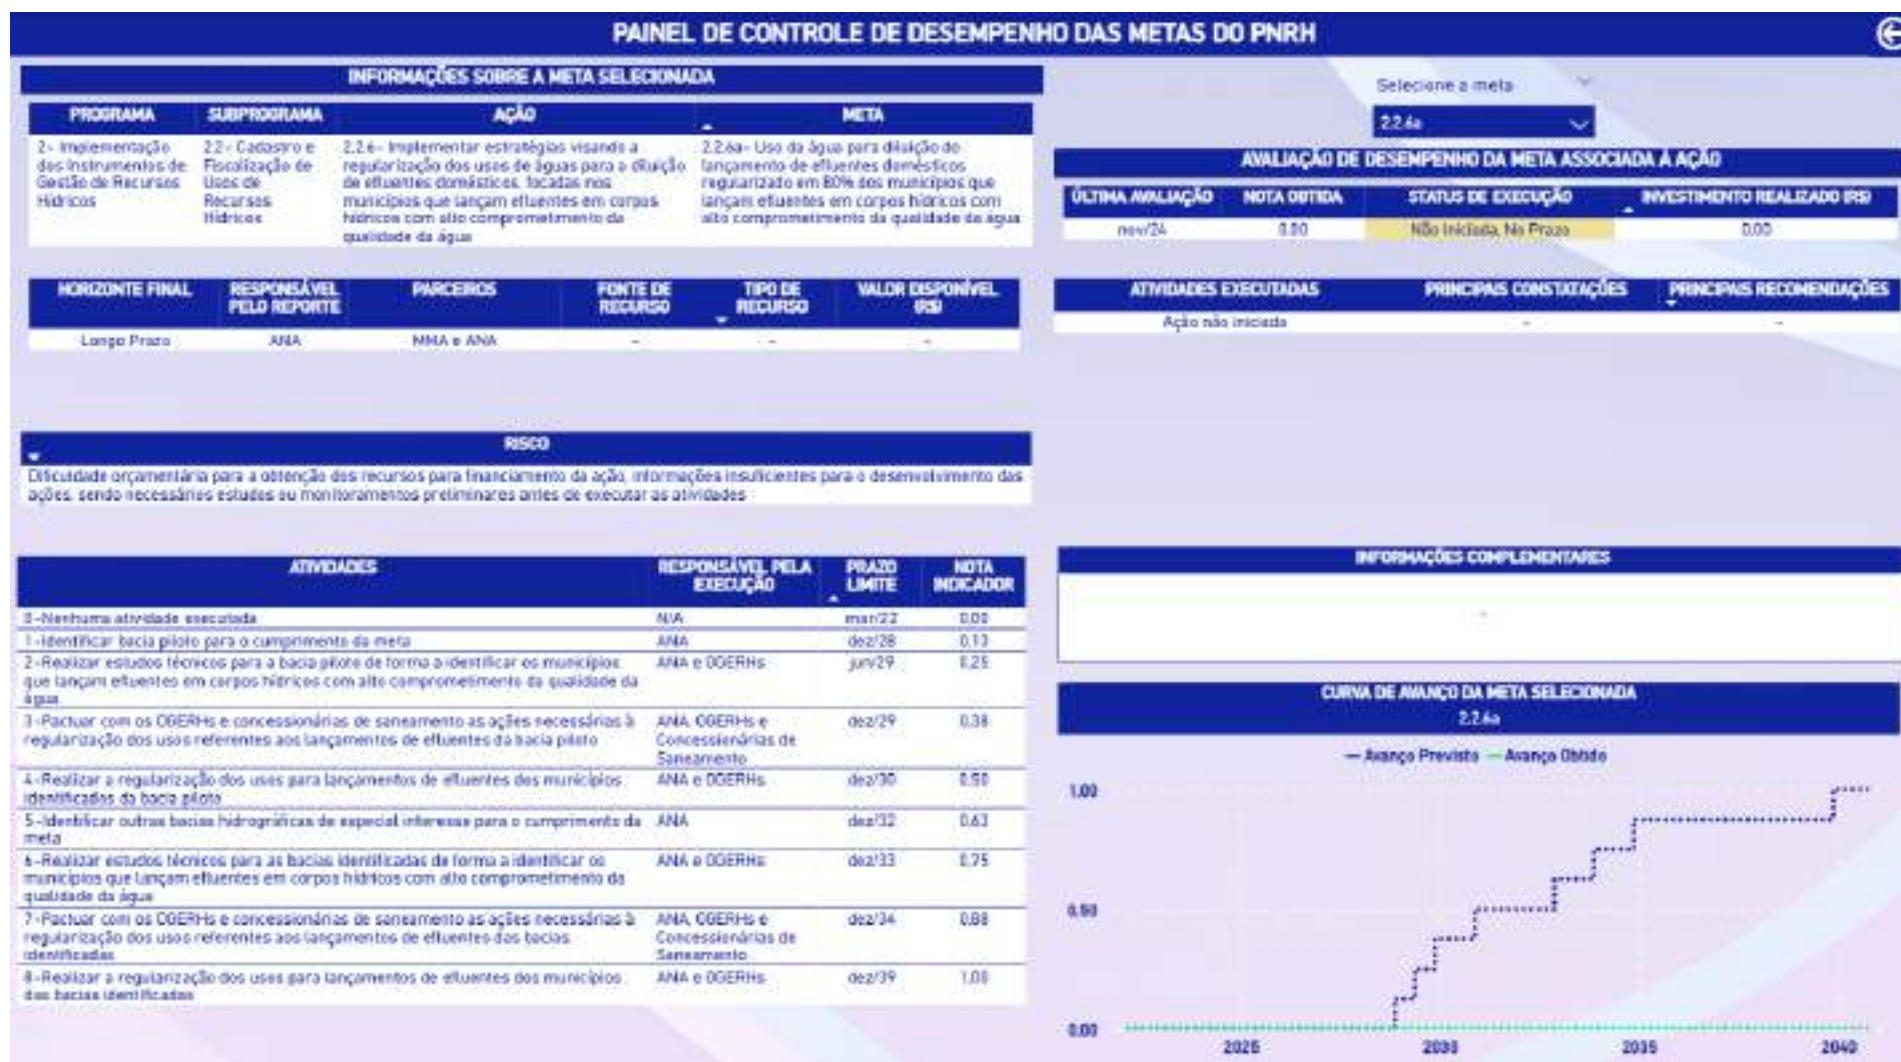 PAINEL DE CONTROLE DE DESEMPENHO DAS METAS DO PNRH
INFORMAÇÕES SOBRE A META SELECIONADA
PROGRAMA SUBPROGRAMA AÇÃO META
2- Implementação dos Instrumentos de Gestão de Recursos Hídricos
2.2- Cadastro e Fiscalização de Usos de Recursos Hídricos
2.2.6- Implementar estratégias visando a regularização dos usos de águas para a diluição de efluentes domésticos, focadas nos municípios que lançam efluentes em corpos hídricos com alto comprometimento da qualidade da água
2.2.6a- Uso da água para diluição do lançamento de efluentes domésticos regularizado em 80% dos municípios que lançam efluentes em corpos hídricos com alto comprometimento da qualidade da água
HORIZONTE FINAL RESPONSÁVEL PELO REPORTE PARCEIROS FONTE DE RECURSO TIPO DE RECURSO VALOR DISPONÍVEL (R$)
Longo Prazo ANA MMA e ANA - - -
RISCO
Dificuldade orçamentária para a obtenção dos recursos para financiamento da ação, informações insuficientes para o desenvolvimento das
ações, sendo necessários estudos ou monitoramentos preliminares antes de executar as atividades
ATIVIDADES RESPONSÁVEL PELA EXECUÇÃO PRAZO LIMITE NOTA INDICADOR
0-Nenhuma atividade executada N/A mar/22 0,00
1-Identificar bacia piloto para o cumprimento da meta ANA dez/28 0,13
2-Realizar estudos técnicos para a bacia piloto de forma a identificar os municípios que lançam efluentes em corpos hídricos com alto comprometimento da qualidade da água ANA e OGERHs jun/29 0,25
3-Pactuar com os OGERHs e concessionárias de saneamento as ações necessárias à regularização dos usos referentes aos lançamentos de efluentes da bacia piloto ANA, OGERHs e Concessionárias de Saneamento dez/29 0,38
4-Realizar a regularização dos usos para lançamentos de efluentes dos municípios identificados da bacia piloto ANA e OGERHs dez/30 0,50
5-Identificar outras bacias hidrográficas de especial interesse para o cumprimento da meta ANA dez/32 0,63
6-Realizar estudos técnicos para as bacias identificadas de forma a identificar os municípios que lançam efluentes em corpos hídricos com alto comprometimento da qualidade da água ANA e OGERHs dez/33 0,75
7-Pactuar com os OGERHs e concessionárias de saneamento as ações necessárias à regularização dos usos referentes aos lançamentos de efluentes das bacias identificadas ANA, OGERHs e Concessionárias de Saneamento dez/34 0,88
8-Realizar a regularização dos usos para lançamentos de efluentes dos municípios das bacias identificadas ANA e OGERHs dez/39 1,00
Selecione a meta
2.2.6a
AVALIAÇÃO DE DESEMPENHO DA META ASSOCIADA À AÇÃO
ÚLTIMA AVALIAÇÃO NOTA OBTIDA STATUS DE EXECUÇÃO INVESTIMENTO REALIZADO (R$)
nov/24 0,00 Não Iniciada, No Prazo 0,00
ATIVIDADES EXECUTADAS PRINCIPAIS CONSTATAÇÕES PRINCIPAIS RECOMENDAÇÕES
Ação não iniciada - -
INFORMAÇÕES COMPLEMENTARES
-
CURVA DE AVANÇO DA META SELECIONADA
2.2.6a
Avanço Previsto Avanço Obtido
1,00
0,50
0,00
2025 2030 2035 2040